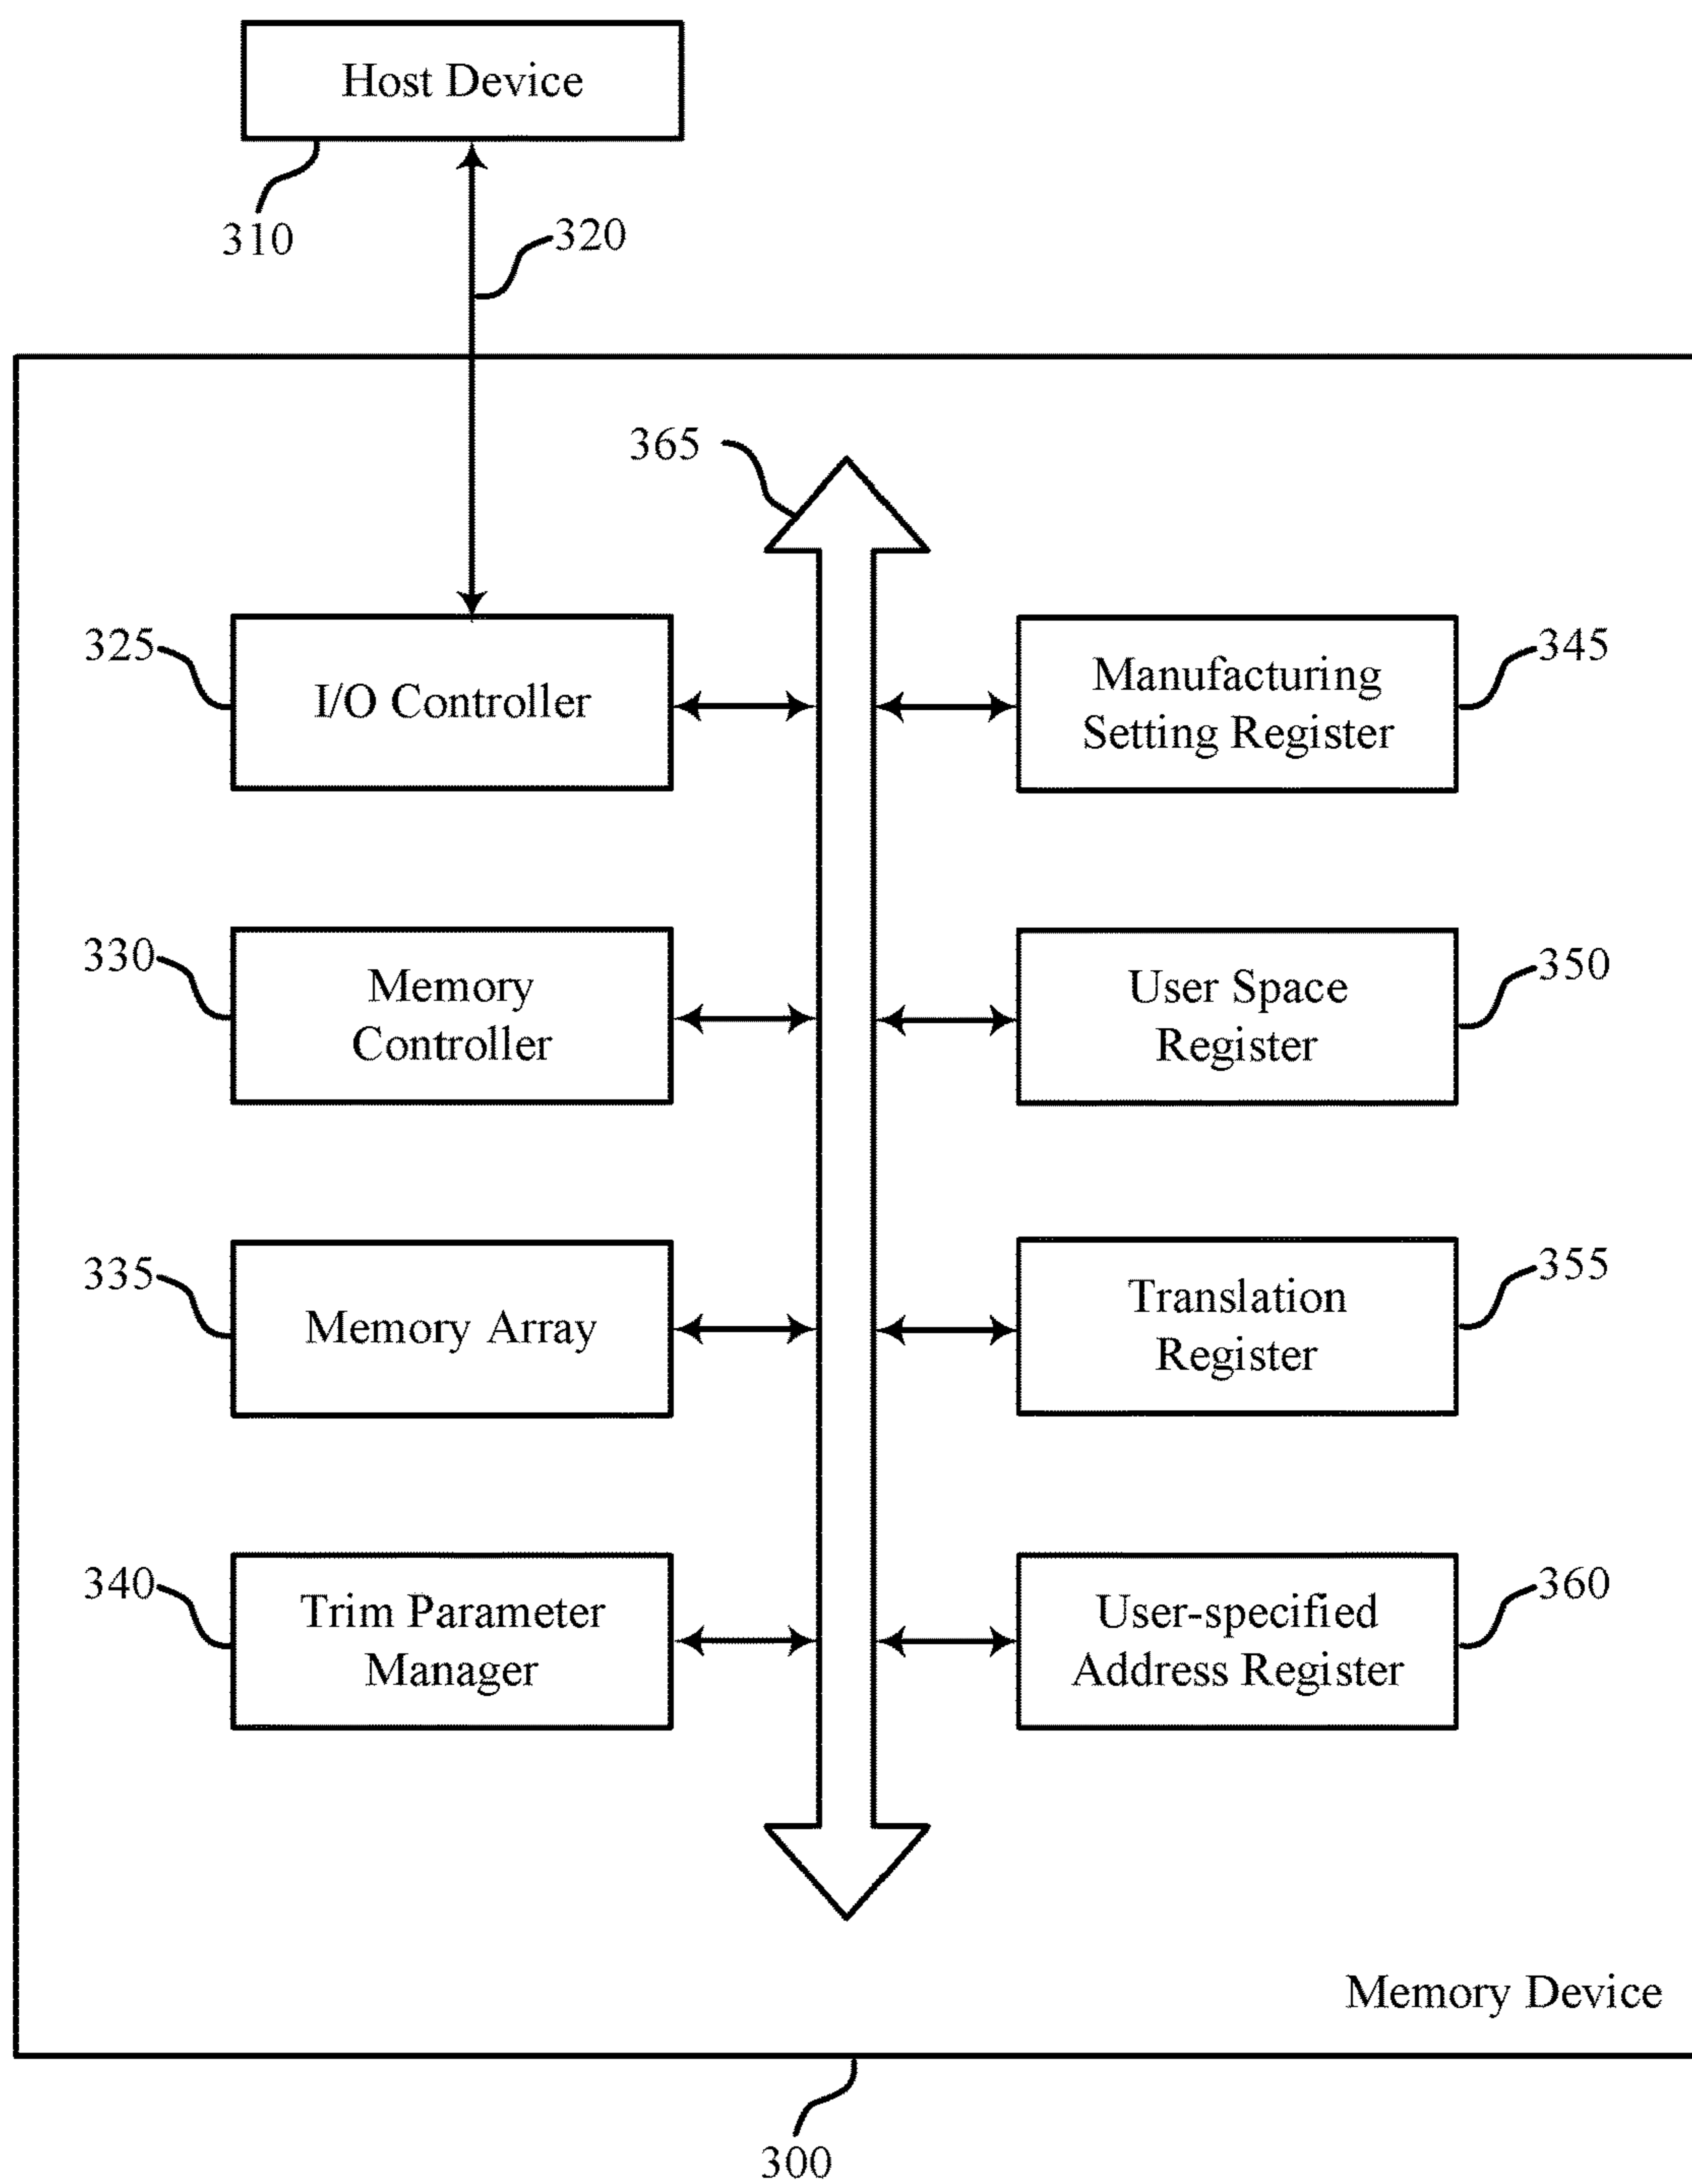 Host Device
310
320
365
325
I/O Controller
Manufacturing
Setting Register
345
330
Memory
Controller
User Space
Register
350
335
Memory Array
Translation
Register
355
340
Trim Parameter
Manager
User-specified
Address Register
360
Memory Device
300